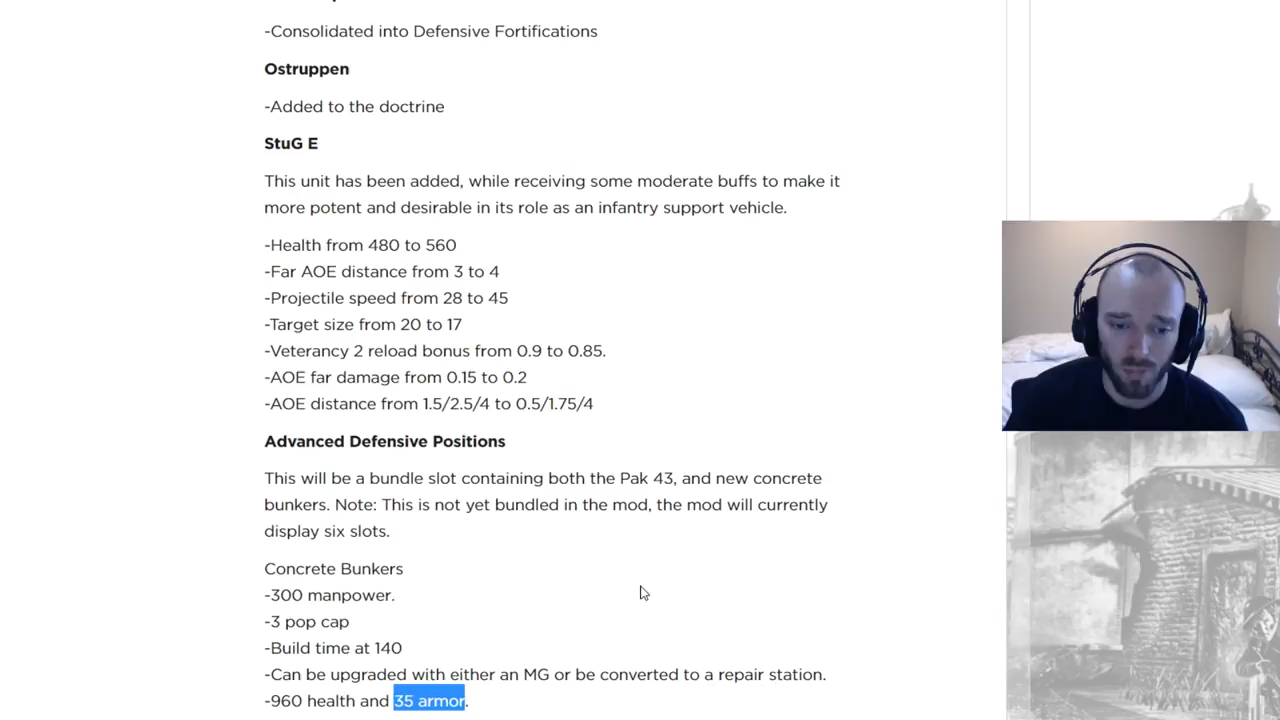 -Consolidated into Defensive Fortifications
Ostruppen
-Added to the doctrine
StuG E
This unit has been added, while receiving some moderate buffs to make it
more potent and desirable in its role as an infantry support vehicle.
-Health from 480 to 560
-Far AOE distance from 3 to 4
-Projectile speed from 28 to 45
-Target size from 20 to 17
-Veterancy 2 reload bonus from 0.9 to 0.85.
-AOE far damage from 0.15 to 0.2
-AOE distance from 1.5/2.5/4 to 0.5/1.75/4
Advanced Defensive Positions
This will be a bundle slot containing both the Pak 43, and new concrete
bunkers. Note: This is not yet bundled in the mod, the mod will currently
display six slots.
Concrete Bunkers
-300 manpower.
-3 pop cap
-Build time at 140
-Can be upgraded with either an MG or be converted to a repair station.
-960 health and 35 armor.